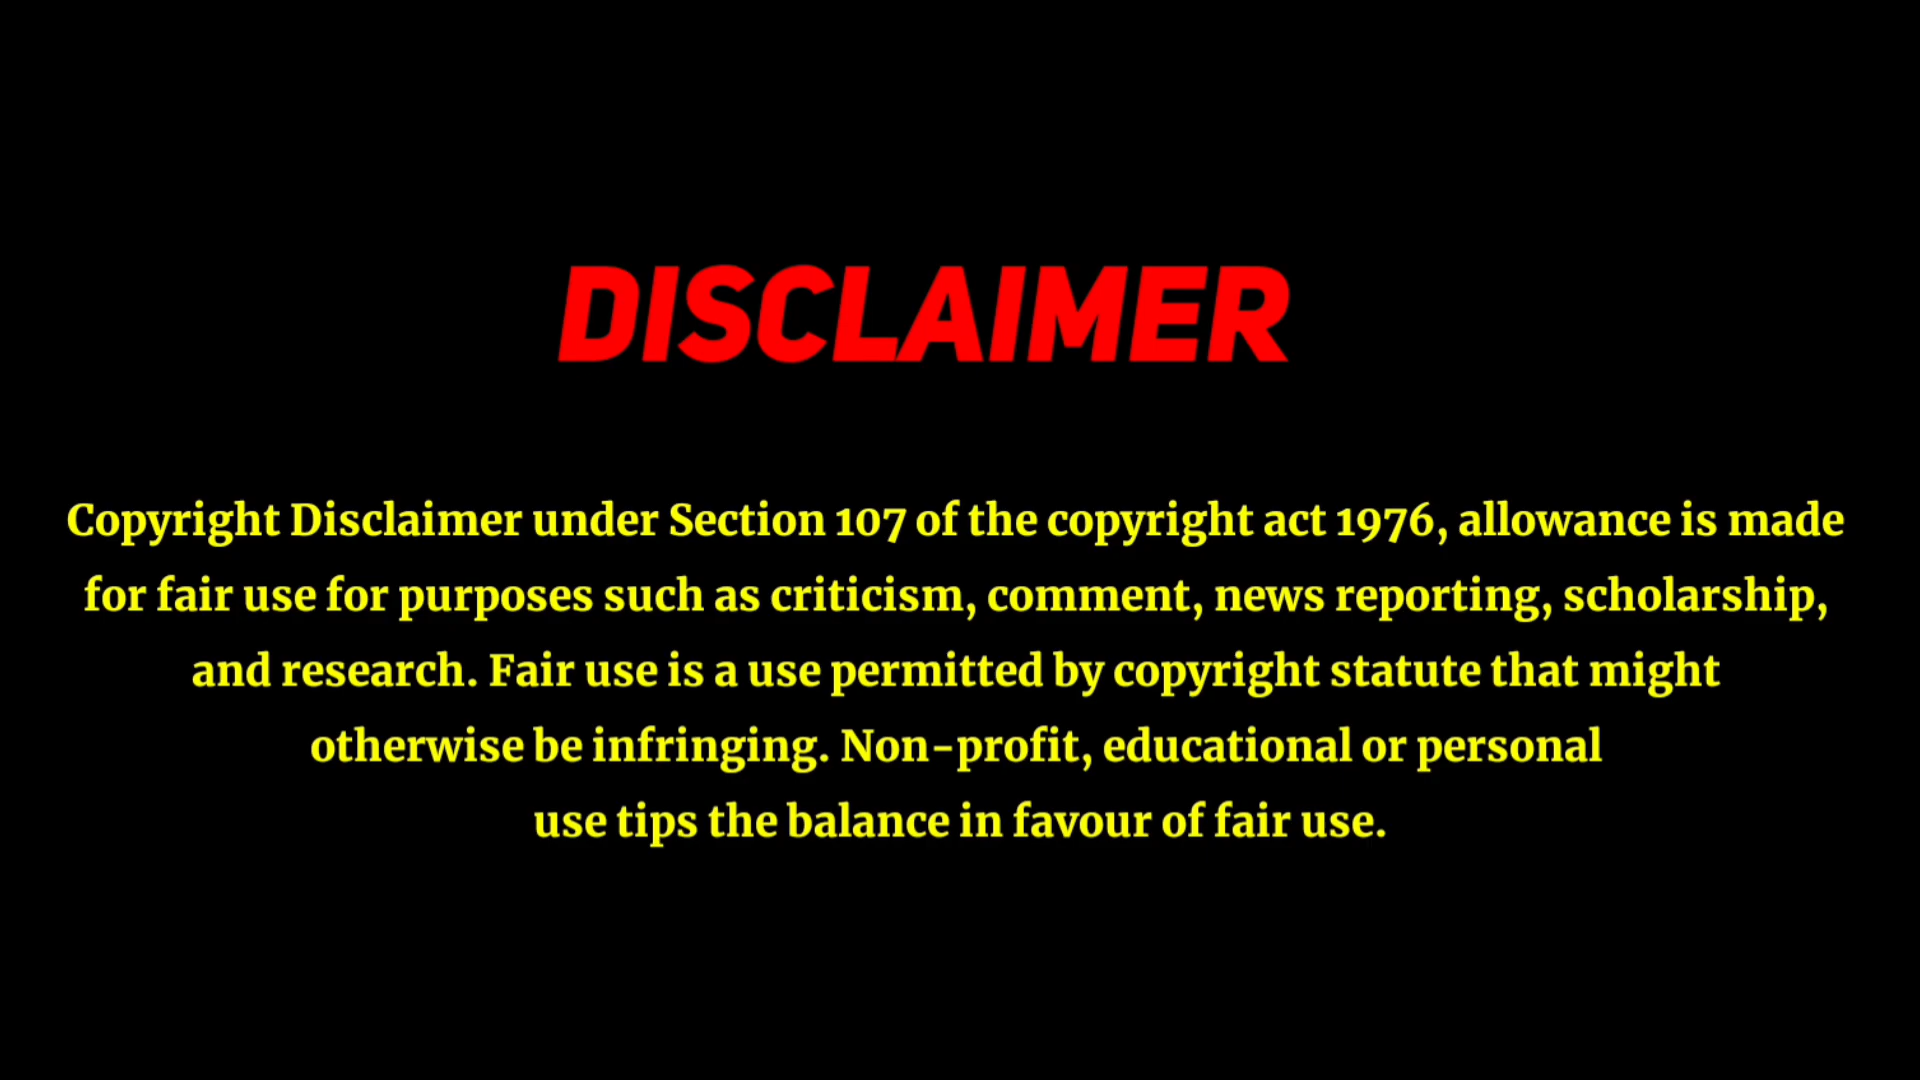 DISCLAIMER
Copyright Disclaimer under Section 107 of the copyright act 1976, allowance is made
for fair use for purposes such as criticism, comment, news reporting, scholarship,
and research. Fair use is a use permitted by copyright statute that might
otherwise be infringing. Non-profit, educational or personal
use tips the balance in favour of fair use.